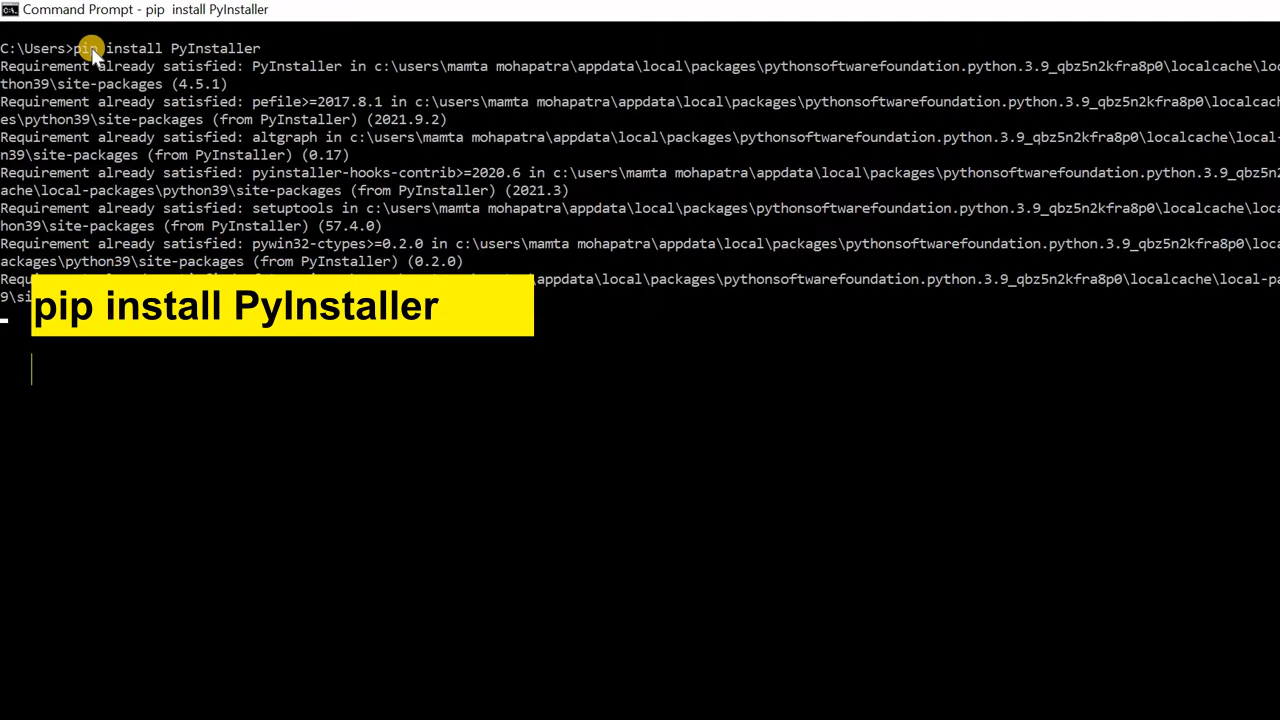 Command Prompt - pip  install PyInstaller
C:\Users>pip install PyInstaller
Requirement already satisfied: PyInstaller in c:\users\mamta mohapatra\appdata\local\packages\pythonsoftwarefoundation.python.3.9_qbz5n2kfra8p0\localcache\lo
thon39\site-packages (4.5.1)
Requirement already satisfied: pefile>=2017.8.1 in c:\users\mamta mohapatra\appdata\local\packages\pythonsoftwarefoundation.python.3.9_qbz5n2kfra8p0\localcach
es\python39\site-packages (from PyInstaller) (2021.9.2)
Requirement already satisfied: altgraph in c:\users\mamta mohapatra\appdata\local\packages\pythonsoftwarefoundation.python.3.9_qbz5n2kfra8p0\localcache\local-
n39\site-packages (from PyInstaller) (0.17)
Requirement already satisfied: pyinstaller-hooks-contrib>=2020.6 in c:\users\mamta mohapatra\appdata\local\packages\pythonsoftwarefoundation.python.3.9_qbz5n2
cache\local-packages\python39\site-packages (from PyInstaller) (2021.3)
Requirement already satisfied: setuptools in c:\users\mamta mohapatra\appdata\local\packages\pythonsoftwarefoundation.python.3.9_qbz5n2kfra8p0\localcache\loca
hon39\site-packages (from PyInstaller) (57.4.0)
Requirement already satisfied: pywin32-ctypes>=0.2.0 in c:\users\mamta mohapatra\appdata\local\packages\pythonsoftwarefoundation.python.3.9_qbz5n2kfra8p0\loca
ackages\python39\site-packages (from PyInstaller) (0.2.0)
Requ appdata\local\packages\pythonsoftwarefoundation.python.3.9_qbz5n2kfra8p0\localcache\local-pa
9\si
pip install PyInstaller